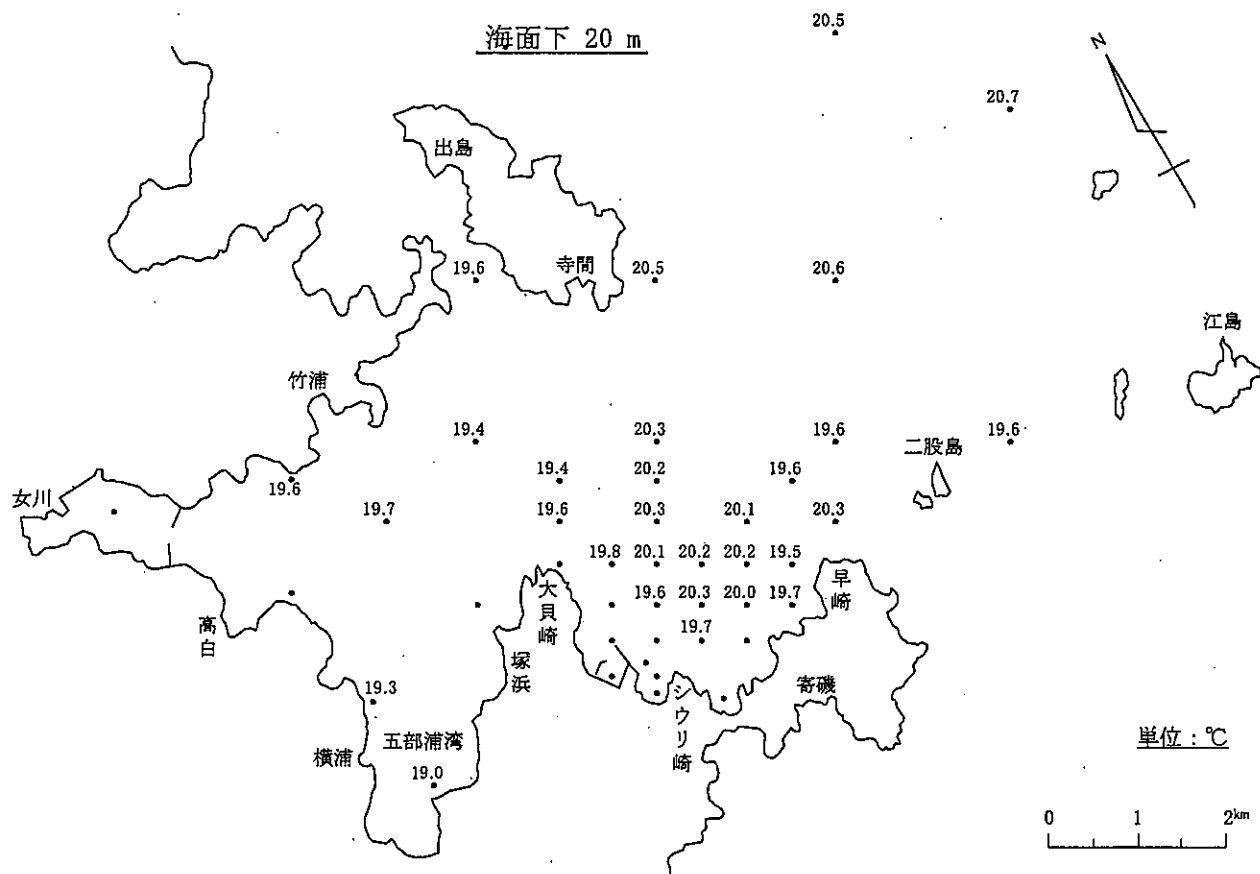 海面下 20 m
20.5
20.7
N
出島
寺間
19.6
20.5
20.6
江島
竹浦
19.4
20.3
19.6
19.6
二股島
女川
19.6
19.4
20.2
19.6
19.7
19.6
20.3
20.1
20.3
19.8
20.1
20.2
20.2
19.5
早崎
大貝崎
19.6
20.3
20.0
19.7
高白
塚浜
19.7
シウリ崎
寄磯
19.3
五部浦湾
横浦
19.0
単位:℃
0 1 2km